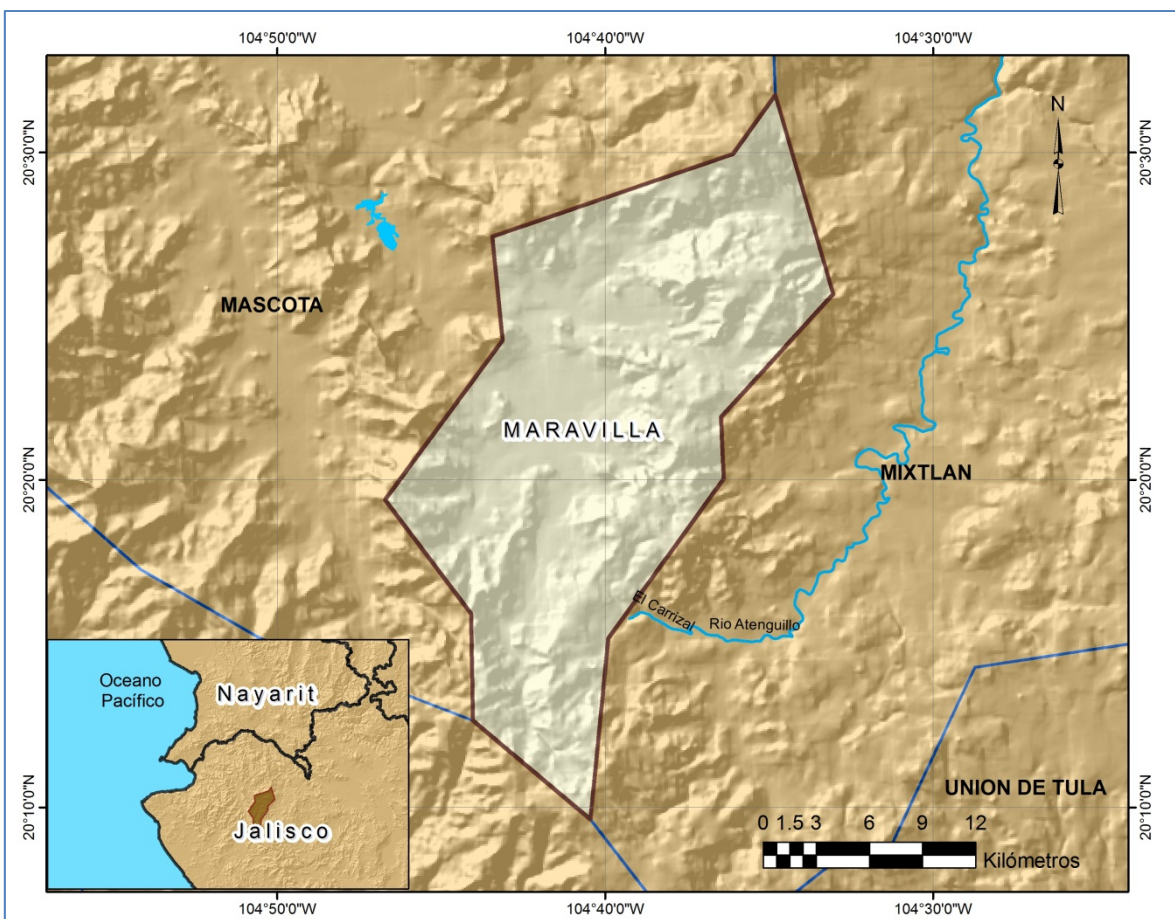 104°50'0"W
104°40'0"W
104°30'0"W
N
20°30'0"N
20°30'0"N
MASCOTA
MARAVILLA
MIXTLAN
20°20'0"N
20°20'0"N
El Carrizal
Rio Atenguillo
Oceano
Pacífico
Nayarit
Jalisco
UNION DE TULA
20°10'0"N
20°10'0"N
0 1.5 3 6 9 12
Kilómetros
104°50'0"W
104°40'0"W
104°30'0"W